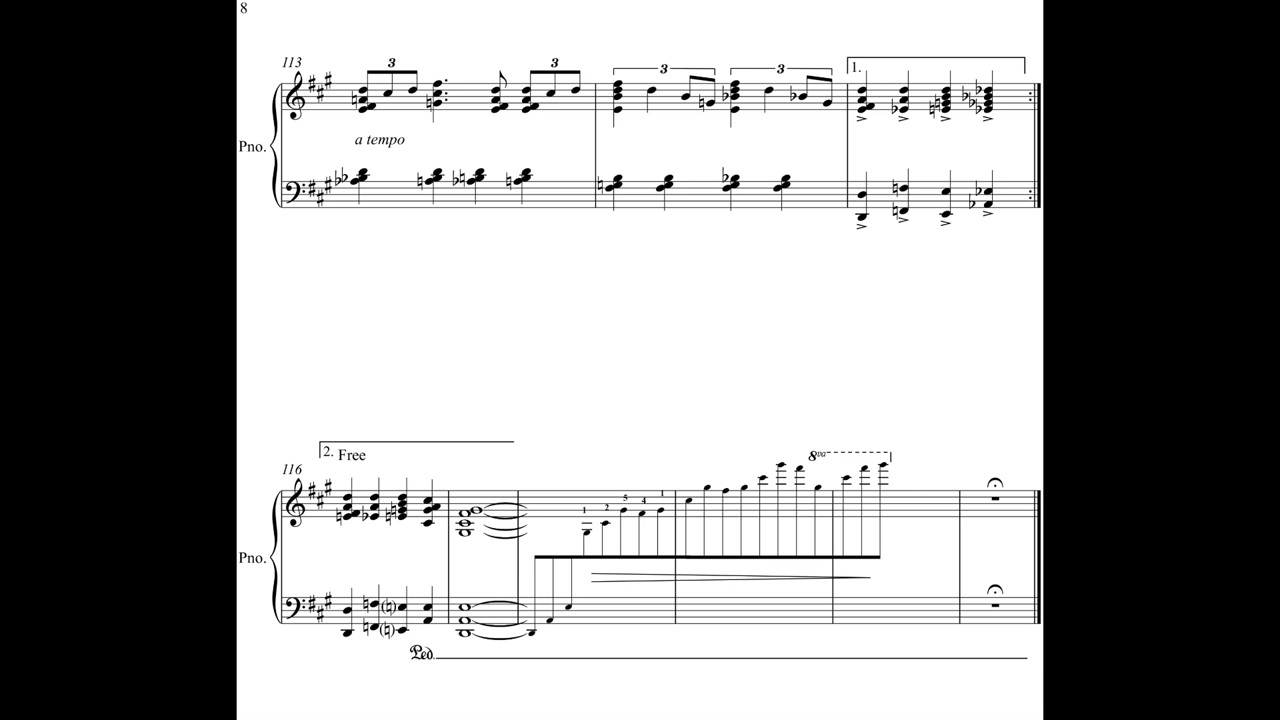 8
113
3 3 3 3
1.
Pno.
a tempo
2. Free
116
8va
1 2 5 4 1
Pno.
Ped.